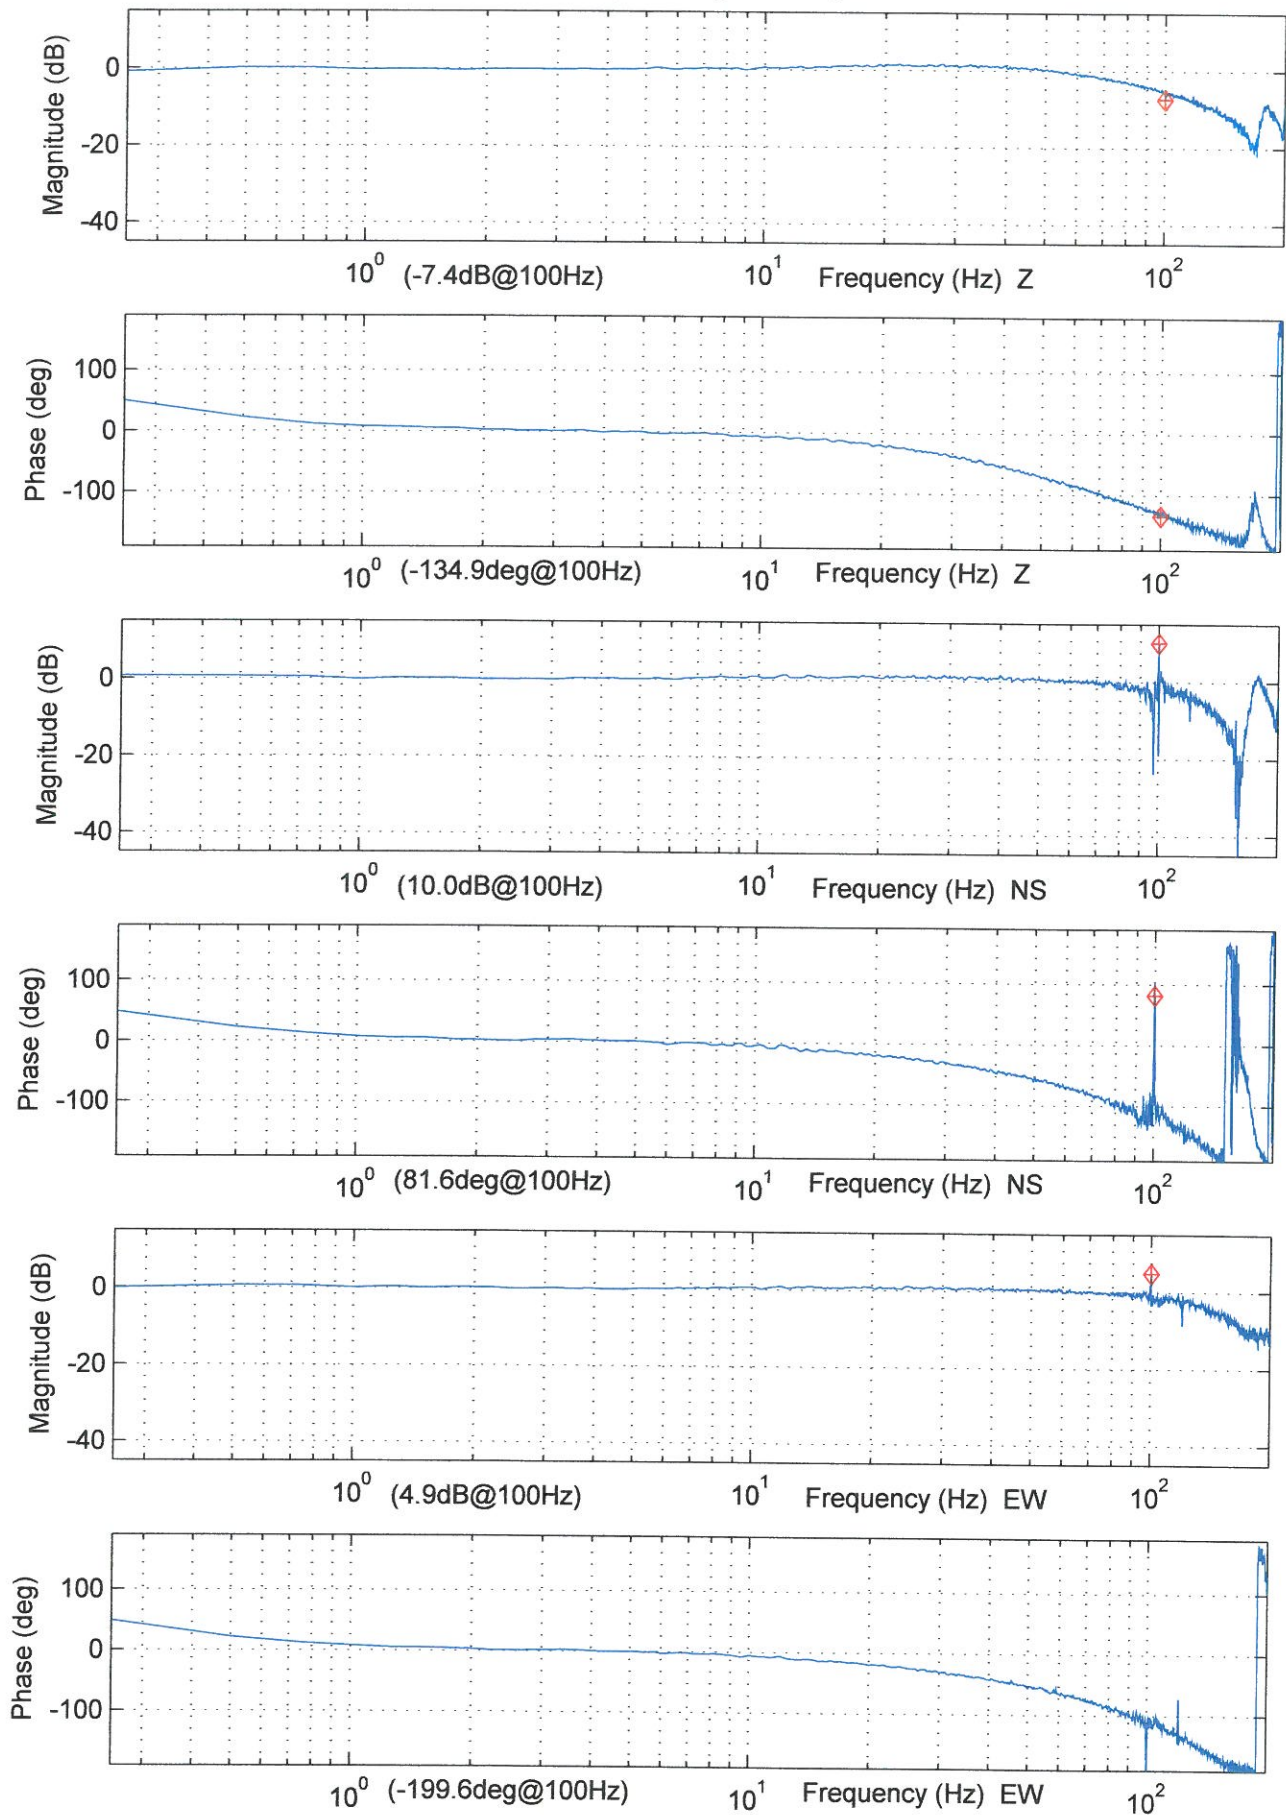 Magnitude (dB)
0
-20
-40
10^0 (-7.4dB@100Hz) 10^1 Frequency (Hz) Z 10^2
Phase (deg)
100
0
-100
10^0 (-134.9deg@100Hz) 10^1 Frequency (Hz) Z 10^2
Magnitude (dB)
0
-20
-40
10^0 (10.0dB@100Hz) 10^1 Frequency (Hz) NS 10^2
Phase (deg)
100
0
-100
10^0 (81.6deg@100Hz) 10^1 Frequency (Hz) NS 10^2
Magnitude (dB)
0
-20
-40
10^0 (4.9dB@100Hz) 10^1 Frequency (Hz) EW 10^2
Phase (deg)
100
0
-100
10^0 (-199.6deg@100Hz) 10^1 Frequency (Hz) EW 10^2